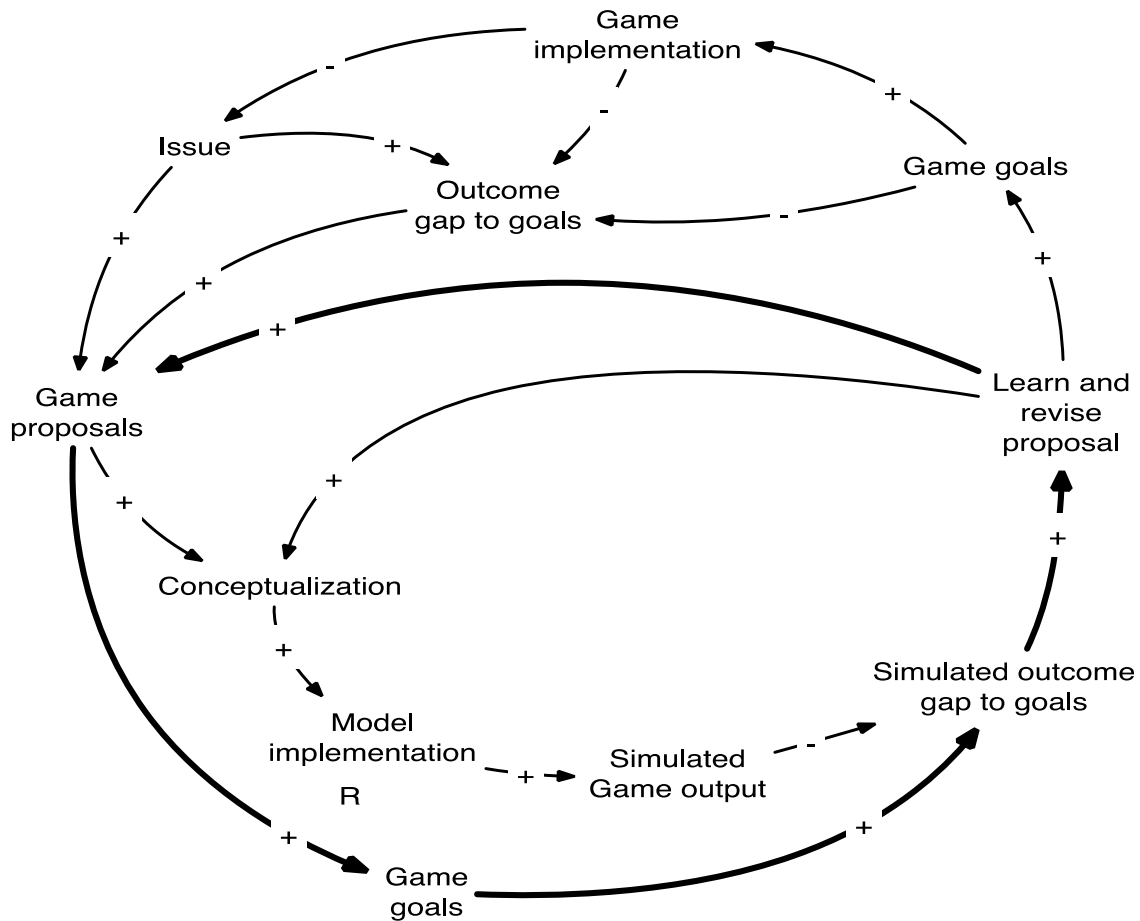 Game
implementation
-
-
+
Issue
+
Game goals
Outcome
gap to goals
-
+
+
+
+
Game
proposals
Learn and
revise
proposal
+
+
+
Conceptualization
+
Simulated outcome
gap to goals
Model
implementation
-
Simulated
Game output
+
R
+
+
Game
goals